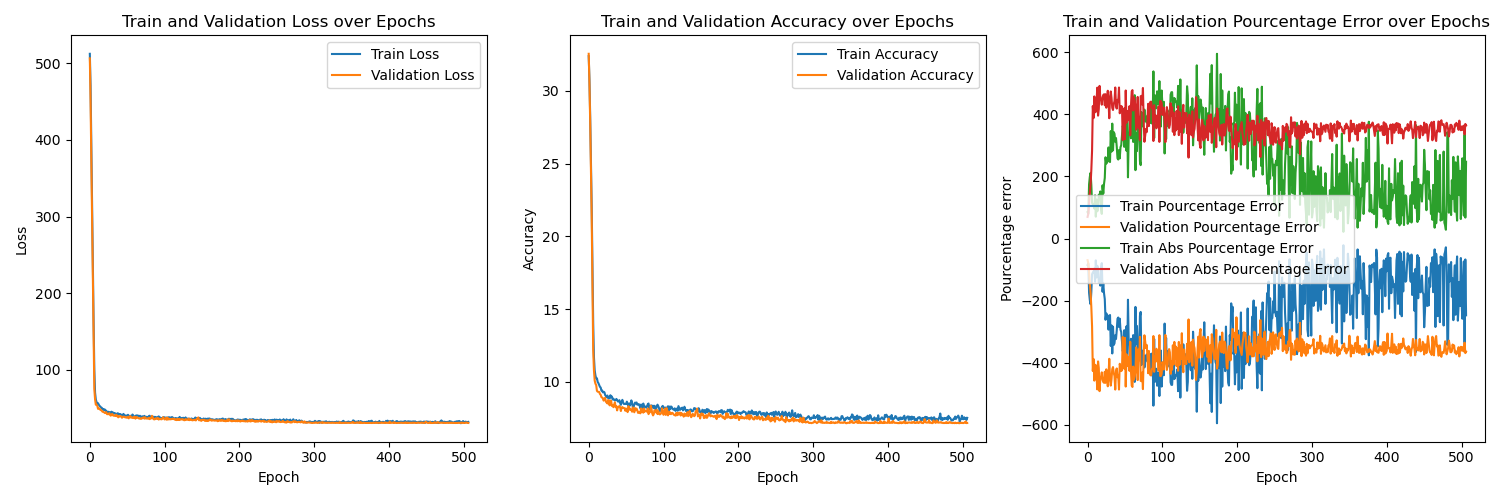 Train and Validation Loss over Epochs
Train Loss
Validation Loss
Loss
500
400
300
200
100
0
100
200
300
400
500
Epoch
Train and Validation Accuracy over Epochs
Train Accuracy
Validation Accuracy
Accuracy
30
25
20
15
10
0
100
200
300
400
500
Epoch
Train and Validation Pourcentage Error over Epochs
Pourcentage error
600
400
200
0
−200
−400
−600
Train Pourcentage Error
Validation Pourcentage Error
Train Abs Pourcentage Error
Validation Abs Pourcentage Error
0
100
200
300
400
500
Epoch